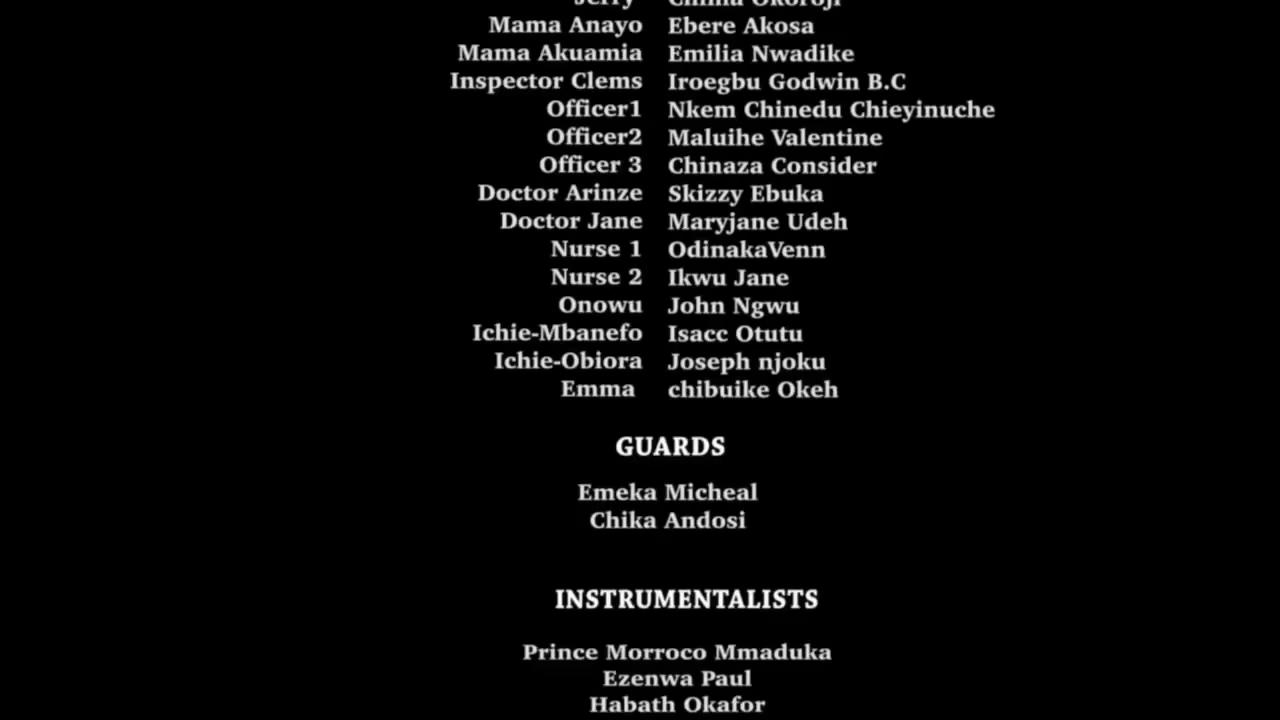 Jerry Chima Okoroji
Mama Anayo Ebere Akosa
Mama Akuamia Emilia Nwadike
Inspector Clems Iroegbu Godwin B.C
Officer1 Nkem Chinedu Chieyinuche
Officer2 Maluihe Valentine
Officer 3 Chinaza Consider
Doctor Arinze Skizzy Ebuka
Doctor Jane Maryjane Udeh
Nurse 1 OdinakaVenn
Nurse 2 Ikwu Jane
Onowu John Ngwu
Ichie-Mbanefo Isacc Otutu
Ichie-Obiora Joseph njoku
Emma chibuike Okeh
GUARDS
Emeka Micheal
Chika Andosi
INSTRUMENTALISTS
Prince Morroco Mmaduka
Ezenwa Paul
Habath Okafor